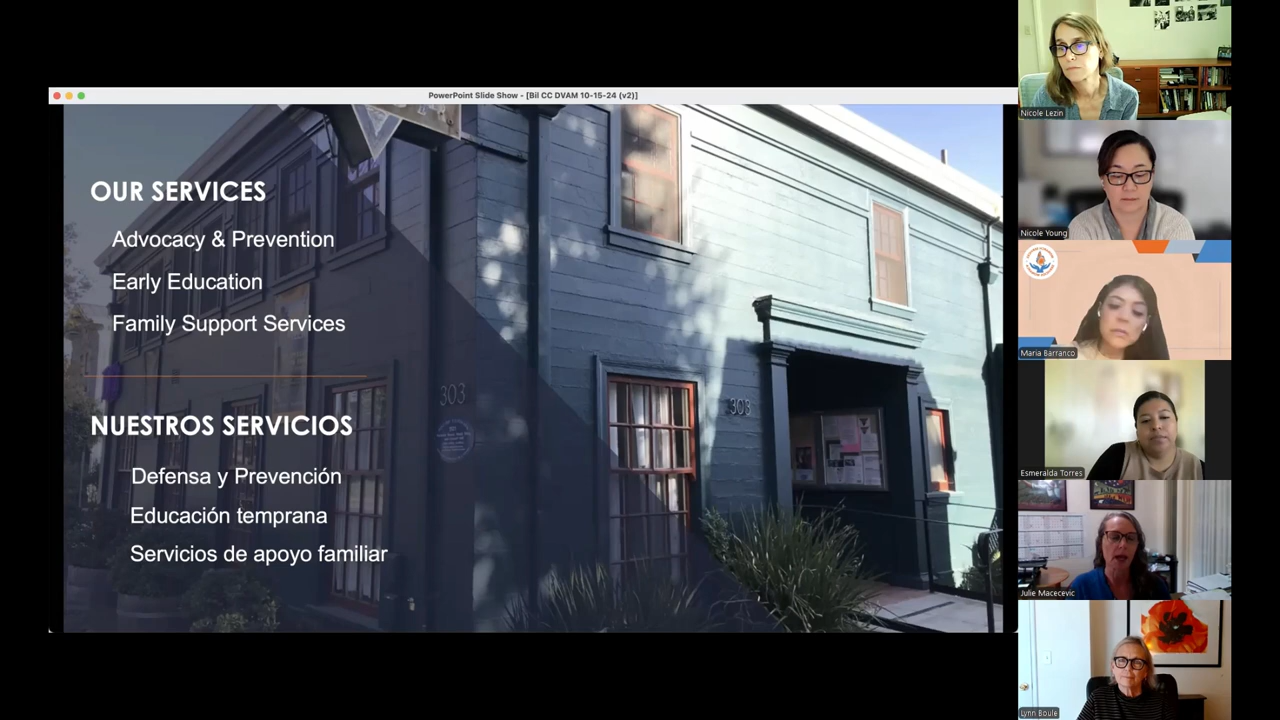 PowerPoint Slide Show - [Bil CC DVAM 10-15-24 (v2)]
OUR SERVICES
Advocacy & Prevention
Early Education
Family Support Services
NUESTROS SERVICIOS
Defensa y Prevención
Educación temprana
Servicios de apoyo familiar
303
303
Nicole Lezin
Nicole Young
Maria Barranco
Esmeralda Torres
Julie Macecevic
Lynn Boule